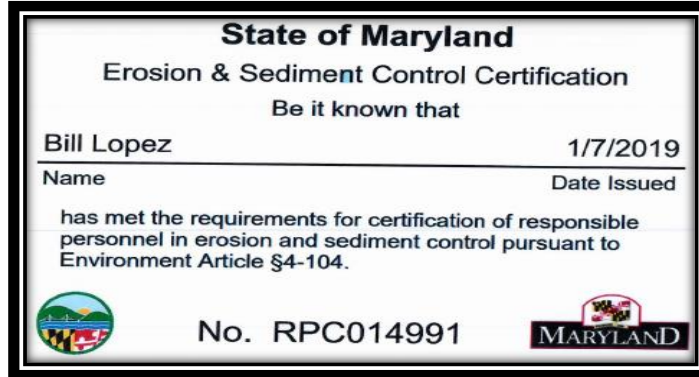 State of Maryland
Erosion & Sediment Control Certification
Be it known that
Bill Lopez 1/7/2019
Name Date Issued
has met the requirements for certification of responsible
personnel in erosion and sediment control pursuant to
Environment Article §4-104.
No. RPC014991 MARYLAND